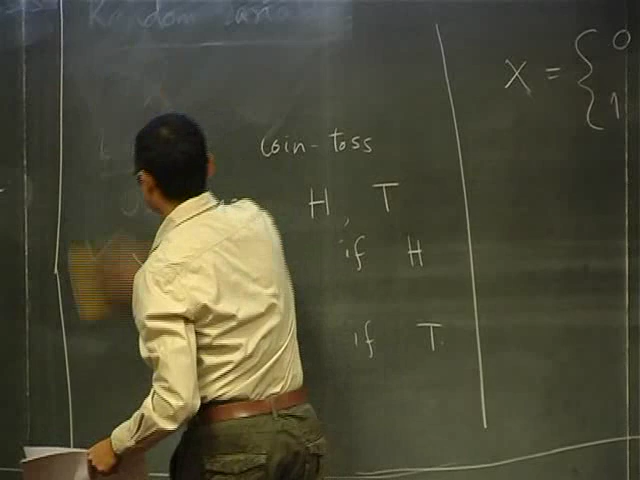 Random Variable
coin-toss
H, T
if H
if T.
X = { 0
1